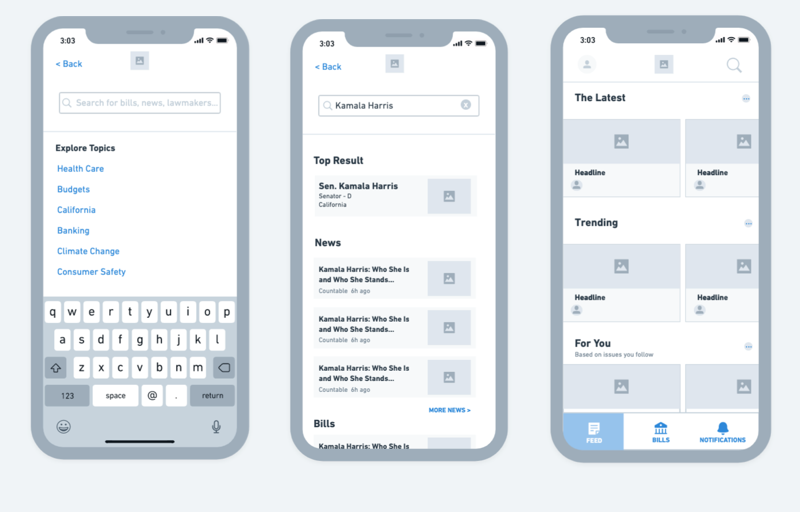 3:03
< Back
Search for bills, news, lawmakers...
Explore Topics
Health Care
Budgets
California
Banking
Climate Change
Consumer Safety
q w e r t y u i o p
a s d f g h j k l
z x c v b n m
123 space @ . return
3:03
< Back
Kamala Harris
Top Result
Sen. Kamala Harris
Senator - D
California
News
Kamala Harris: Who She Is
and Who She Stands...
Countable 6h ago
Kamala Harris: Who She Is
and Who She Stands...
Countable 6h ago
Kamala Harris: Who She Is
and Who She Stands...
Countable 6h ago
MORE NEWS >
Bills
Kamala Harris: Who She Is
3:03
The Latest
Headline
Headline
Trending
Headline
Headline
For You
Based on issues you follow
FEED
BILLS
NOTIFICATIONS